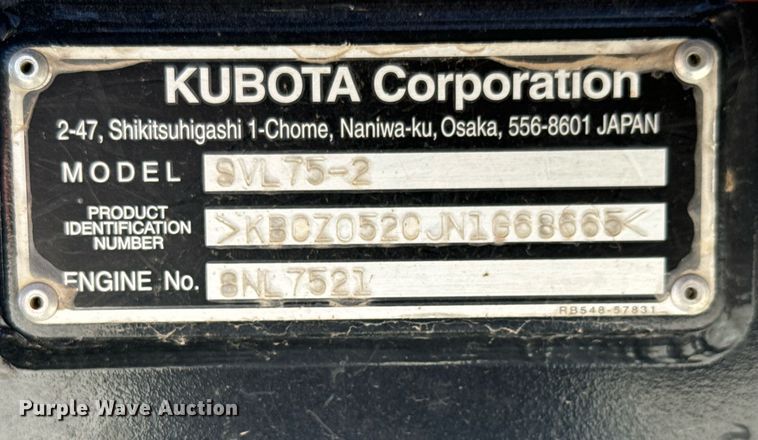 KUBOTA Corporation
2-47, Shikitsuhigashi 1-Chome, Naniwa-ku, Osaka, 556-8601 JAPAN
MODEL SVL75-2
PRODUCT IDENTIFICATION NUMBER >KBCZ052CJN1G68665<
ENGINE No. 8NL7521
RB548-57831
Purple Wave Auction